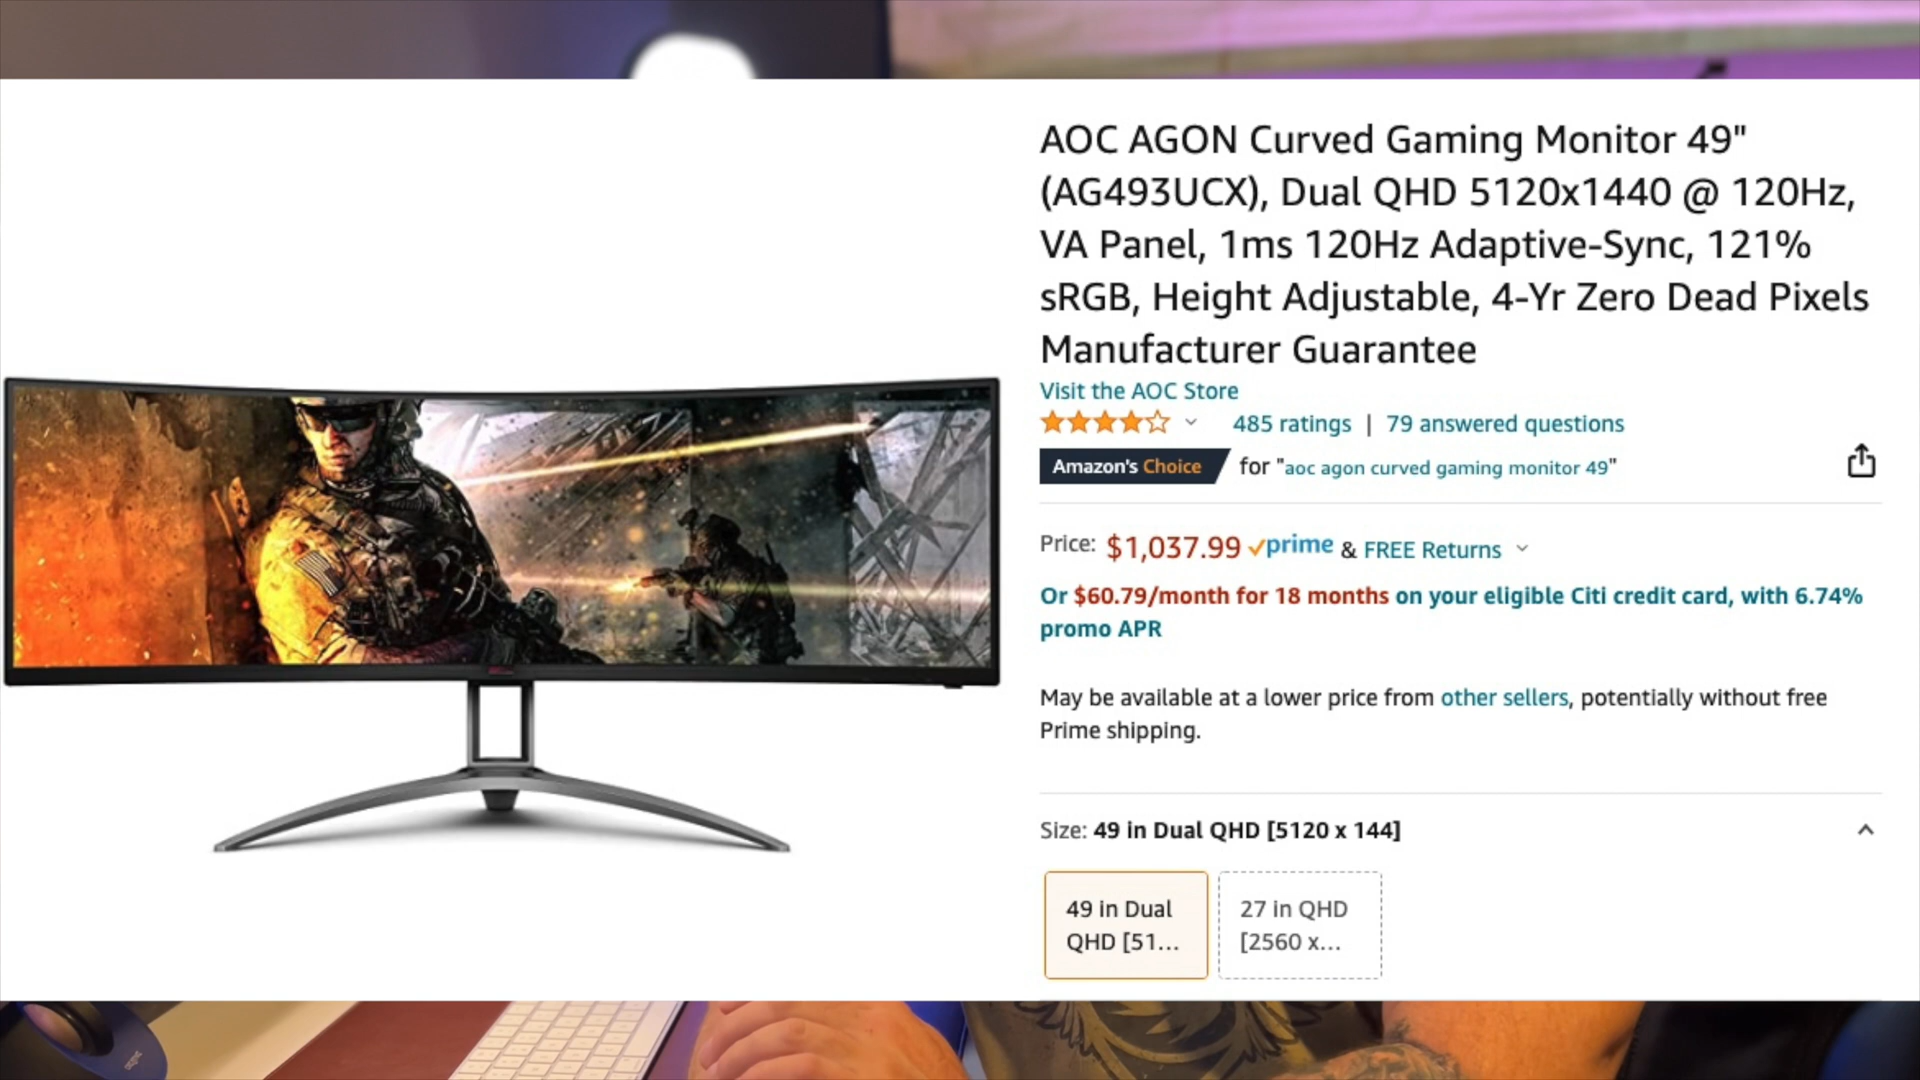 AOC AGON Curved Gaming Monitor 49"
(AG493UCX), Dual QHD 5120x1440 @ 120Hz,
VA Panel, 1ms 120Hz Adaptive-Sync, 121%
sRGB, Height Adjustable, 4-Yr Zero Dead Pixels
Manufacturer Guarantee
Visit the AOC Store
485 ratings | 79 answered questions
Amazon's Choice for "aoc agon curved gaming monitor 49"
Price: $1,037.99 prime & FREE Returns
Or $60.79/month for 18 months on your eligible Citi credit card, with 6.74%
promo APR
May be available at a lower price from other sellers, potentially without free
Prime shipping.
Size: 49 in Dual QHD [5120 x 144]
49 in Dual
QHD [51...
27 in QHD
[2560 x...